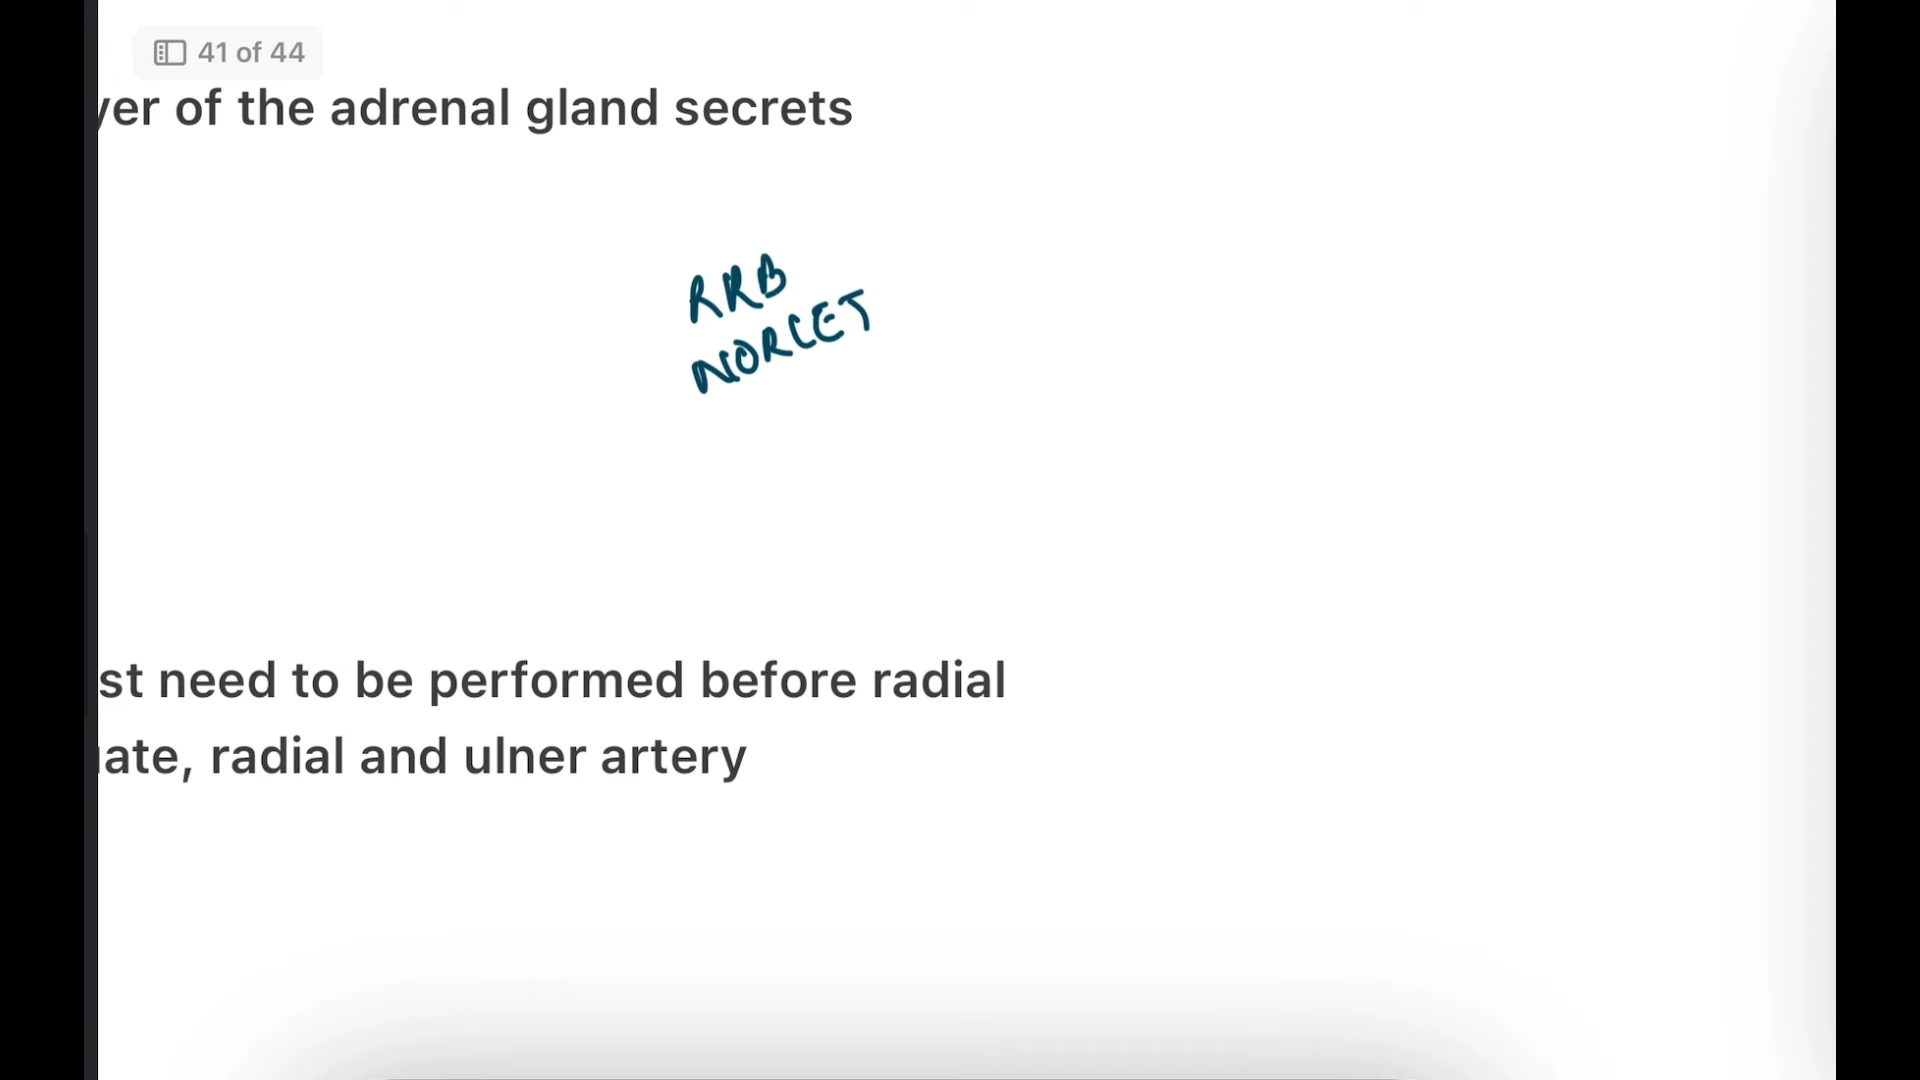 41 of 44
yer of the adrenal gland secrets
RRB
NORCET
st need to be performed before radial
ate, radial and ulner artery